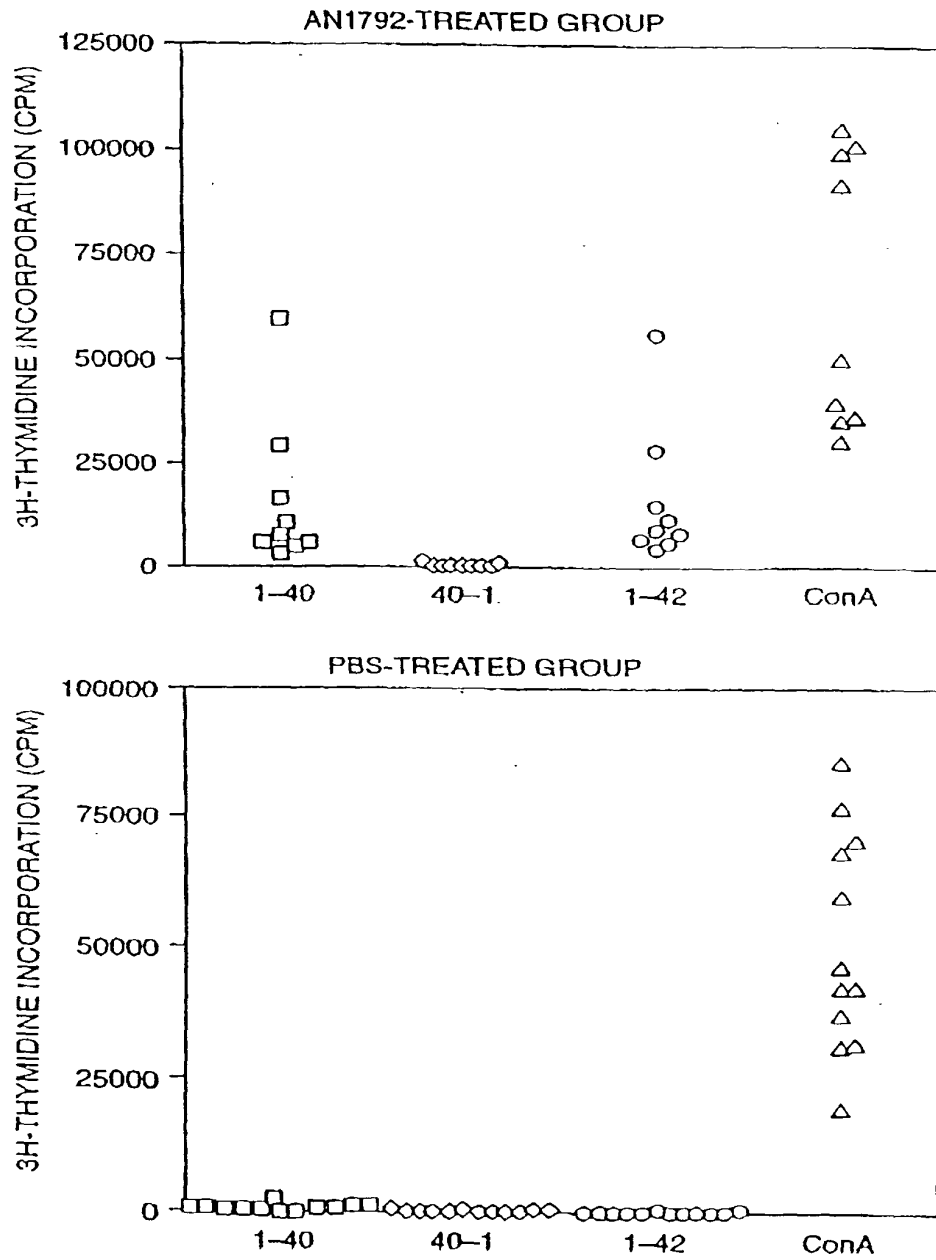 AN1792-TREATED GROUP
3H-THYMIDINE INCORPORATION (CPM)
125000
100000
75000
50000
25000
0
1-40
40-1.
1-42
ConA
PBS-TREATED GROUP
3H-THYMIDINE INCORPORATION (CPM)
100000
75000
50000
25000
0
1-40
40-1
1-42
ConA